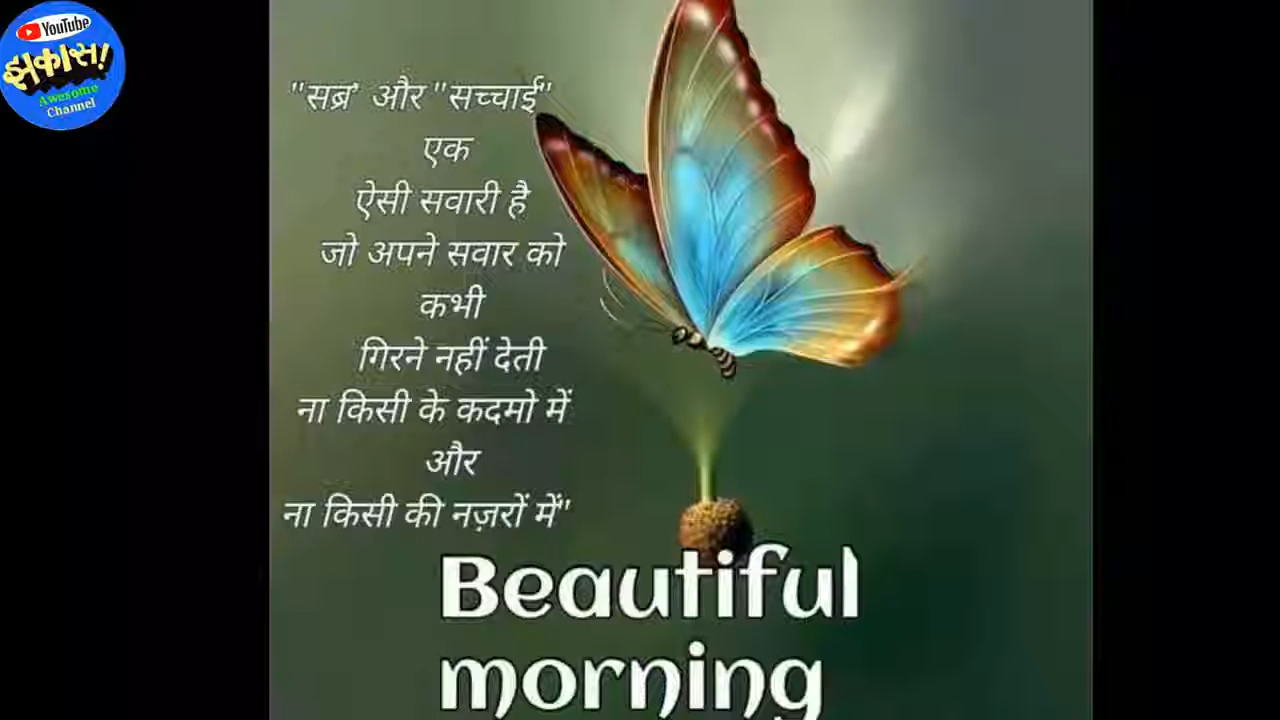 YouTube
झकास!
Awesome
Channel
"सब्र' और "सच्चाई"
एक
ऐसी सवारी है
जो अपने सवार को
कभी
गिरने नहीं देती
ना किसी के कदमो में
और
ना किसी की नज़रों में"
Beautiful
morning